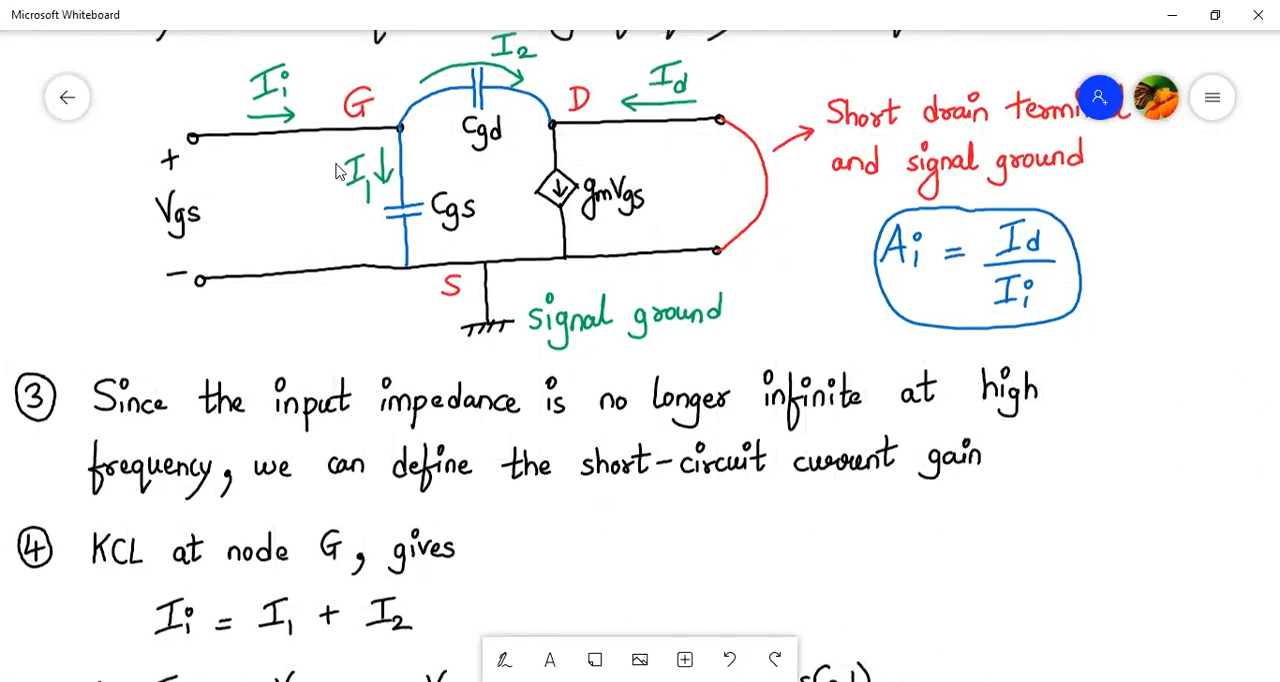 Microsoft Whiteboard
I2
Ii
Id
G
D
Cgd
Short drain
and signal ground
+
I1
Vgs
Cgs
gmVgs
Ai = Id / Ii
−
S
signal ground
3 Since the input impedance is no longer infinite at high
frequency, we can define the short-circuit current gain
4 KCL at node G, gives
Ii = I1 + I2
A